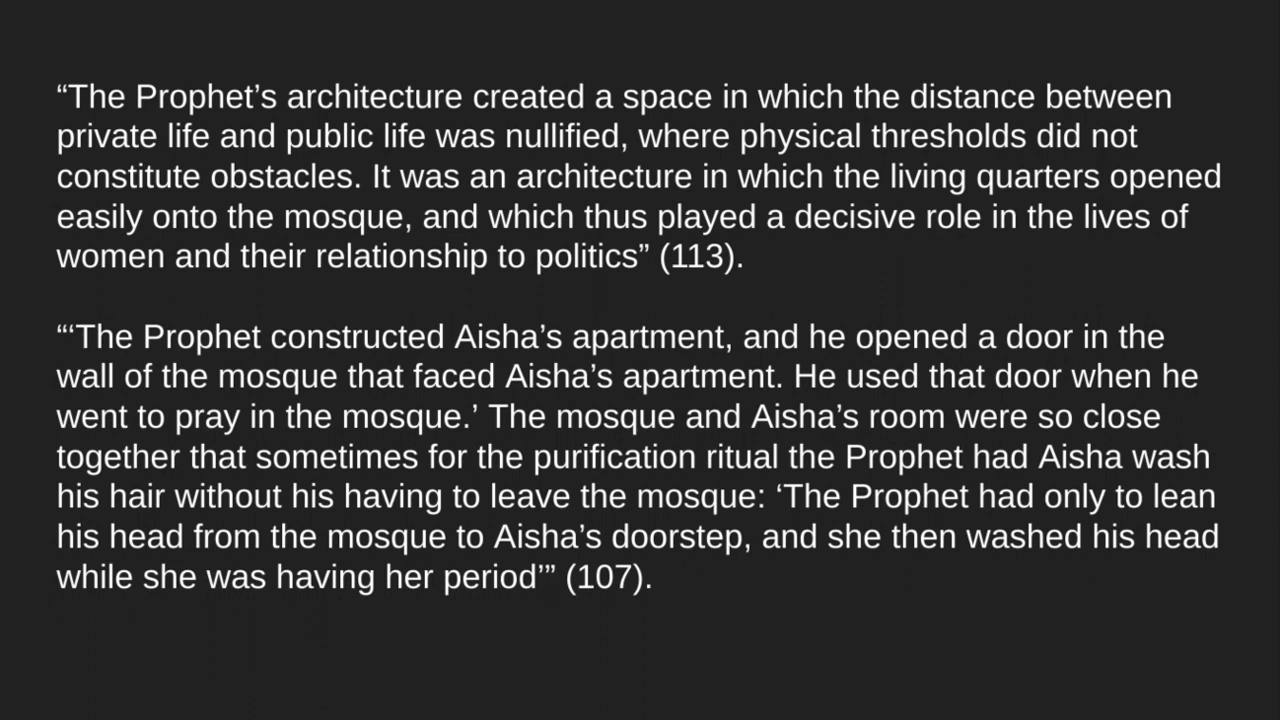 “The Prophet’s architecture created a space in which the distance between
private life and public life was nullified, where physical thresholds did not
constitute obstacles. It was an architecture in which the living quarters opened
easily onto the mosque, and which thus played a decisive role in the lives of
women and their relationship to politics” (113).
“‘The Prophet constructed Aisha’s apartment, and he opened a door in the
wall of the mosque that faced Aisha’s apartment. He used that door when he
went to pray in the mosque.’ The mosque and Aisha’s room were so close
together that sometimes for the purification ritual the Prophet had Aisha wash
his hair without his having to leave the mosque: ‘The Prophet had only to lean
his head from the mosque to Aisha’s doorstep, and she then washed his head
while she was having her period’” (107).